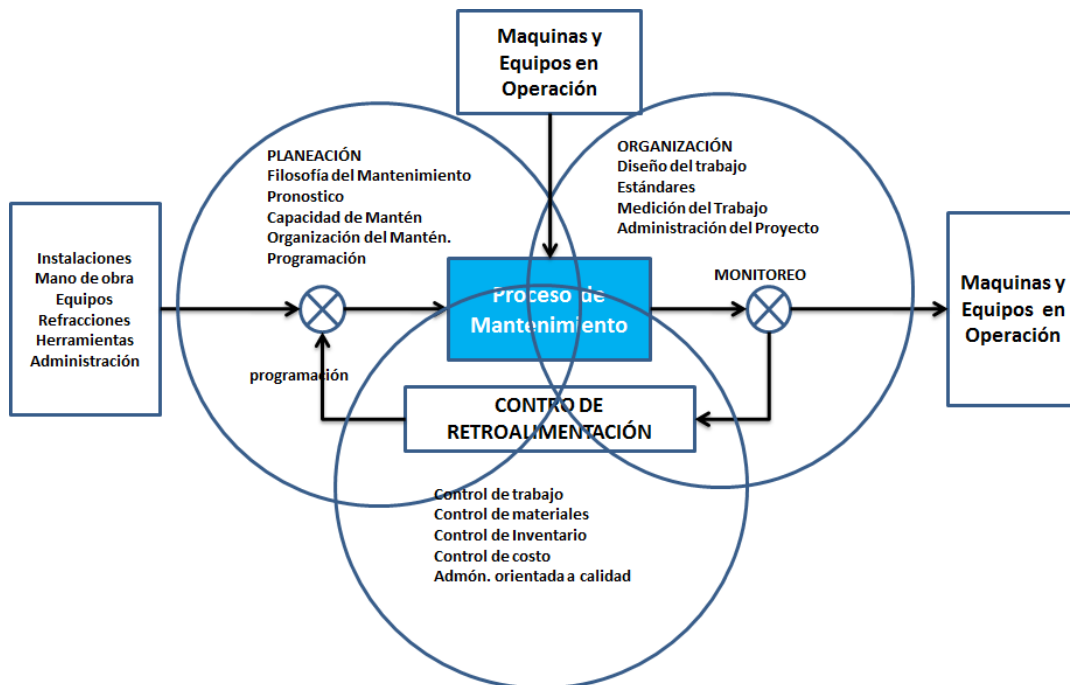 Maquinas y
Equipos en
Operación
PLANEACIÓN
Filosofía del Mantenimiento
Pronostico
Capacidad de Mantén
Organización del Mantén.
Programación
ORGANIZACIÓN
Diseño del trabajo
Estándares
Medición del Trabajo
Administración del Proyecto
Instalaciones
Mano de obra
Equipos
Refracciones
Herramientas
Administración
Proceso de
Mantenimiento
MONITOREO
Maquinas y
Equipos en
Operación
programación
CONTRO DE
RETROALIMENTACIÓN
Control de trabajo
Control de materiales
Control de Inventario
Control de costo
Admón. orientada a calidad